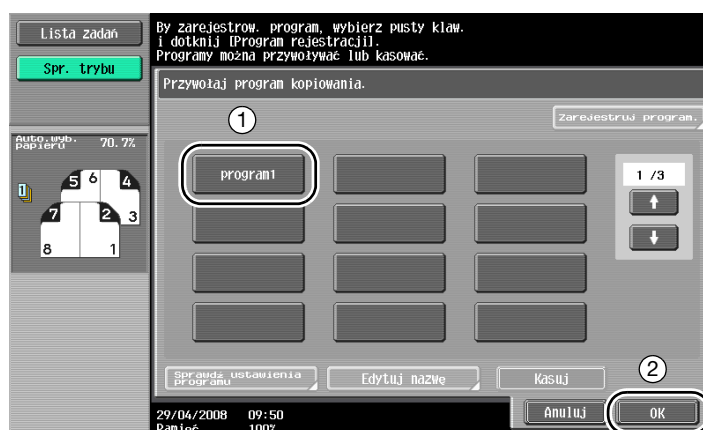 Lista zadań
Spr. trybu
By zarejestrow. program, wybierz pusty klaw.
i dotknij [Program rejestracji].
Programy można przywoływać lub kasować.
Przywołaj program kopiowania.
1
Zarejestruj program.
Auto.wyb. 70.7%
papieru
1
5 6 4
7 2 3
8 1
program1
1 /3
Sprawdź ustawienia
programu
Edytuj nazwę
Kasuj
2
29/04/2008 09:50
Pamięć 100%
Anuluj
OK